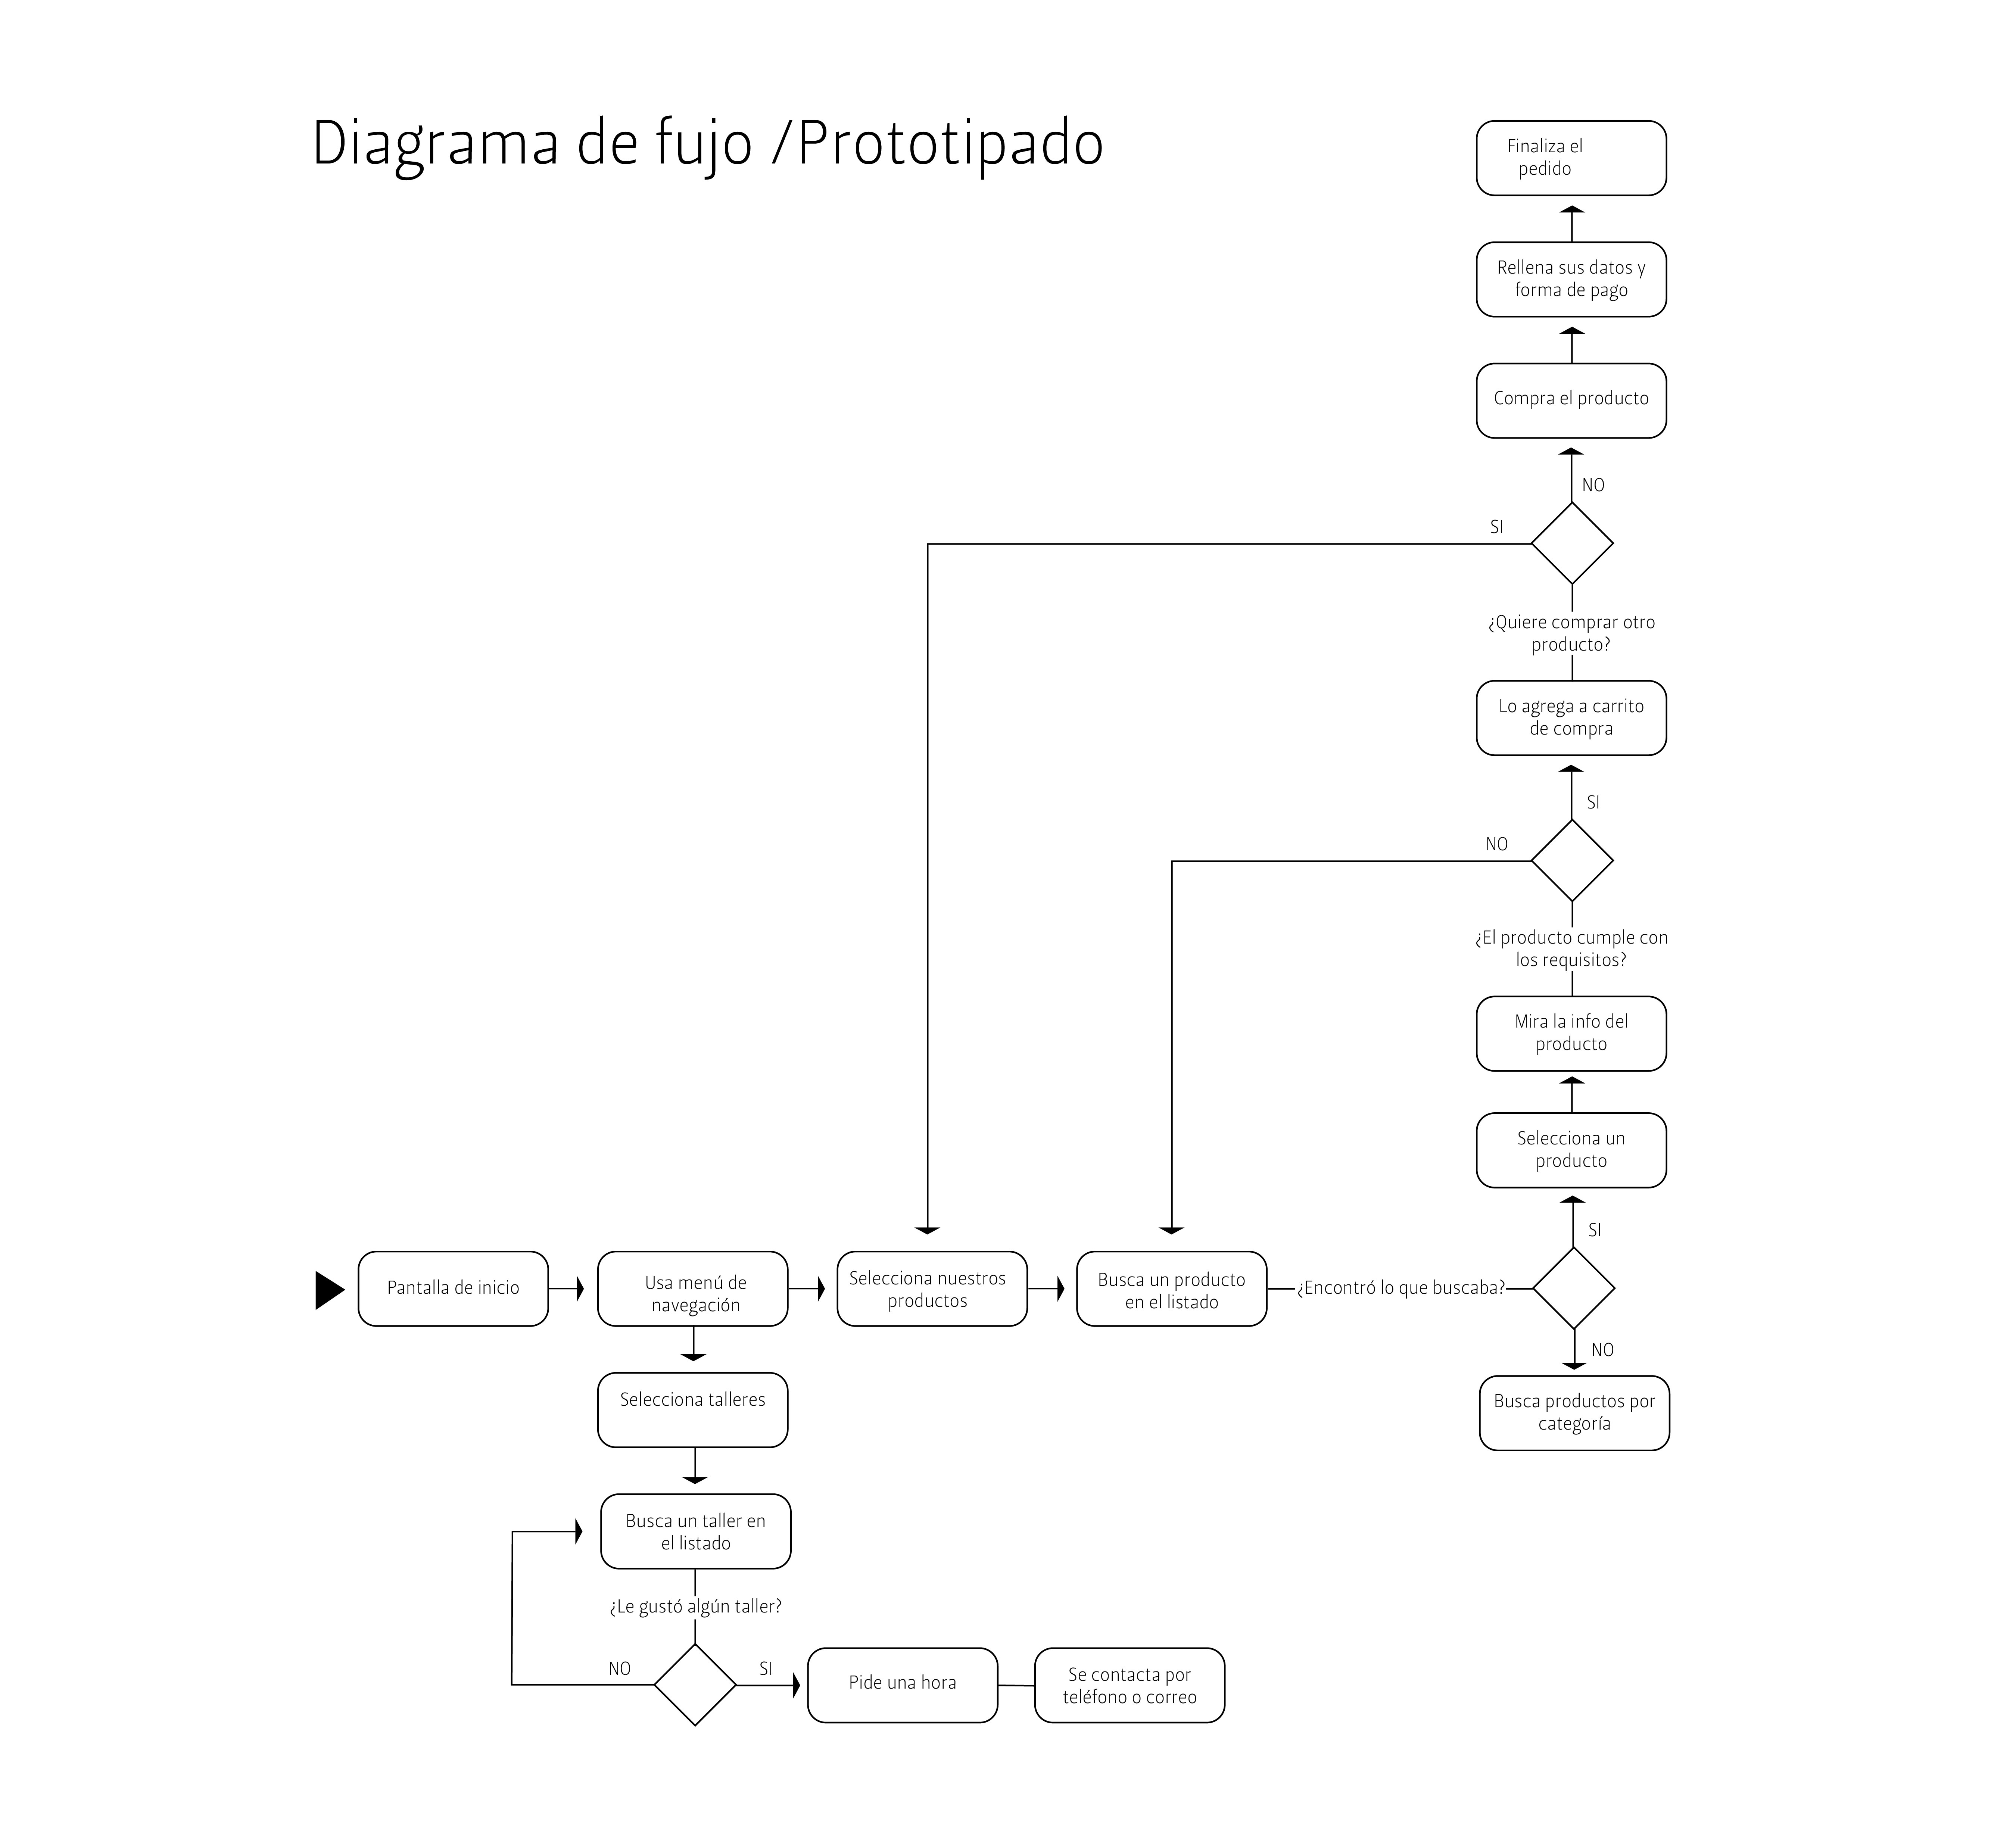 Diagrama de fujo /Prototipado
Finaliza el
pedido
Rellena sus datos y
forma de pago
Compra el producto
NO
SI
¿Quiere comprar otro
producto?
Lo agrega a carrito
de compra
SI
NO
¿El producto cumple con
los requisitos?
Mira la info del
producto
Selecciona un
producto
SI
Pantalla de inicio
Usa menú de
navegación
Selecciona nuestros
productos
Busca un producto
en el listado
¿Encontró lo que buscaba?
NO
Busca productos por
categoría
Selecciona talleres
Busca un taller en
el listado
¿Le gustó algún taller?
NO
SI
Pide una hora
Se contacta por
teléfono o correo